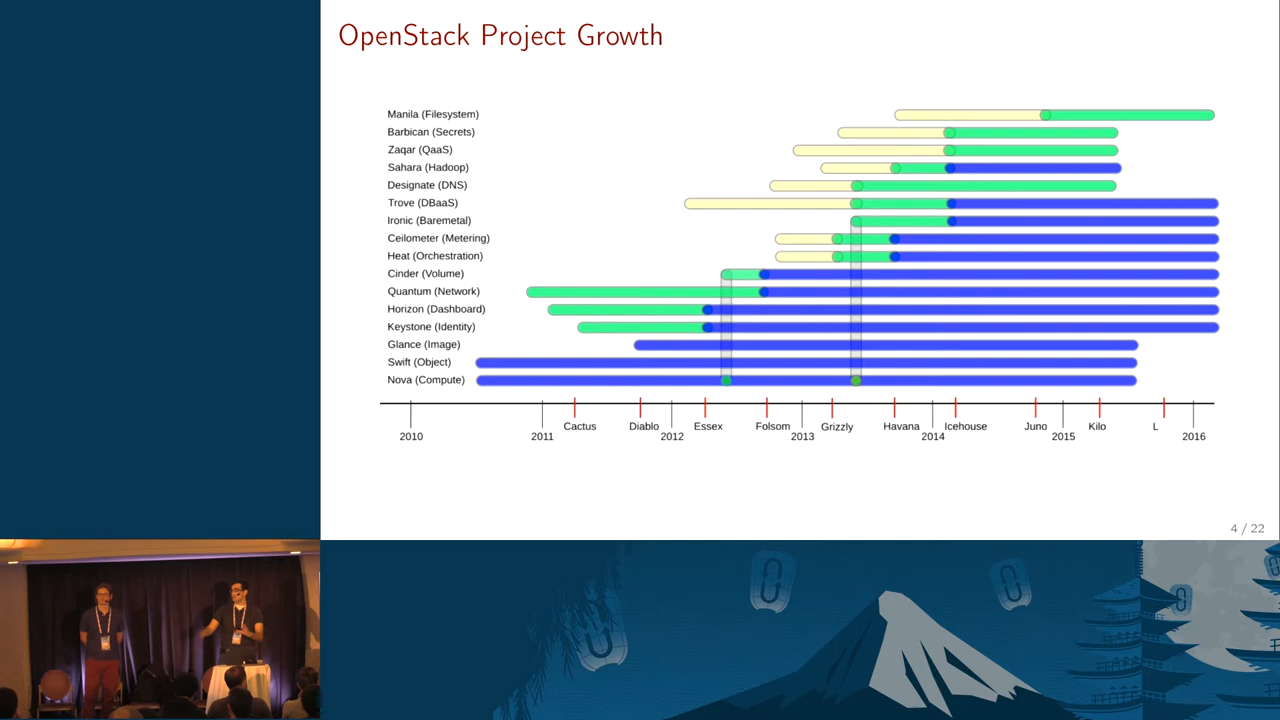 OpenStack Project Growth
Manila (Filesystem)
Barbican (Secrets)
Zaqar (QaaS)
Sahara (Hadoop)
Designate (DNS)
Trove (DBaaS)
Ironic (Baremetal)
Ceilometer (Metering)
Heat (Orchestration)
Cinder (Volume)
Quantum (Network)
Horizon (Dashboard)
Keystone (Identity)
Glance (Image)
Swift (Object)
Nova (Compute)
Cactus Diablo Essex Folsom Grizzly Havana Icehouse Juno Kilo L
2010 2011 2012 2013 2014 2015 2016
4 / 22